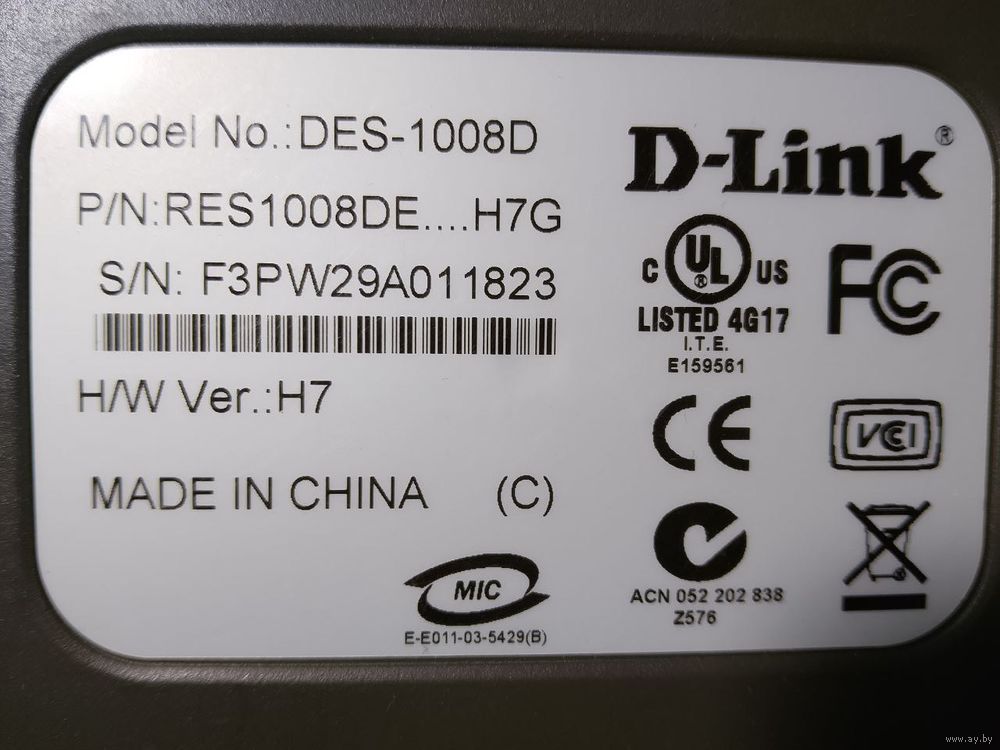 Model No.:DES-1008D
P/N:RES1008DE....H7G
S/N: F3PW29A011823
H/W Ver.:H7
MADE IN CHINA (C)
MIC
E-E011-03-5429(B)
D-Link®
C UL® US
LISTED 4G17
I.T.E.
E159561
FC
CE
VCCI
ACN 052 202 838
Z576
www.ay.by